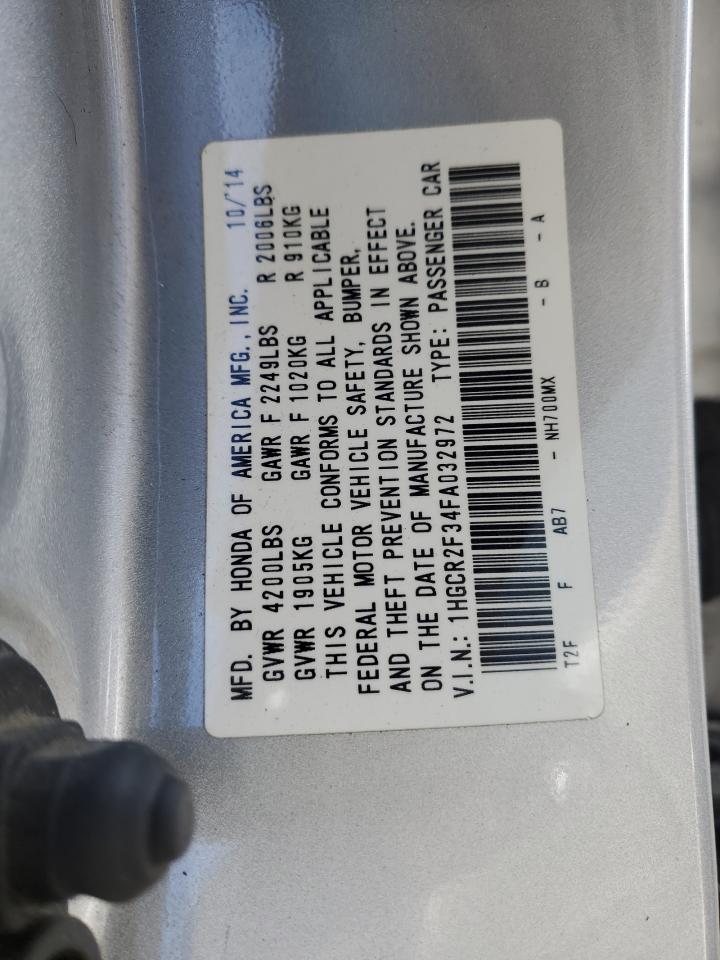 MFD. BY HONDA OF AMERICA MFG., INC. 10/'14
GVWR 4200LBS GAWR F 2249LBS R 2006LBS
GVWR 1905KG GAWR F 1020KG R 910KG
THIS VEHICLE CONFORMS TO ALL APPLICABLE
FEDERAL MOTOR VEHICLE SAFETY, BUMPER,
AND THEFT PREVENTION STANDARDS IN EFFECT
ON THE DATE OF MANUFACTURE SHOWN ABOVE.
V.I.N.: 1HGCR2F34FA032972 TYPE: PASSENGER CAR
T2F F AB7 - NH700MX - B - A